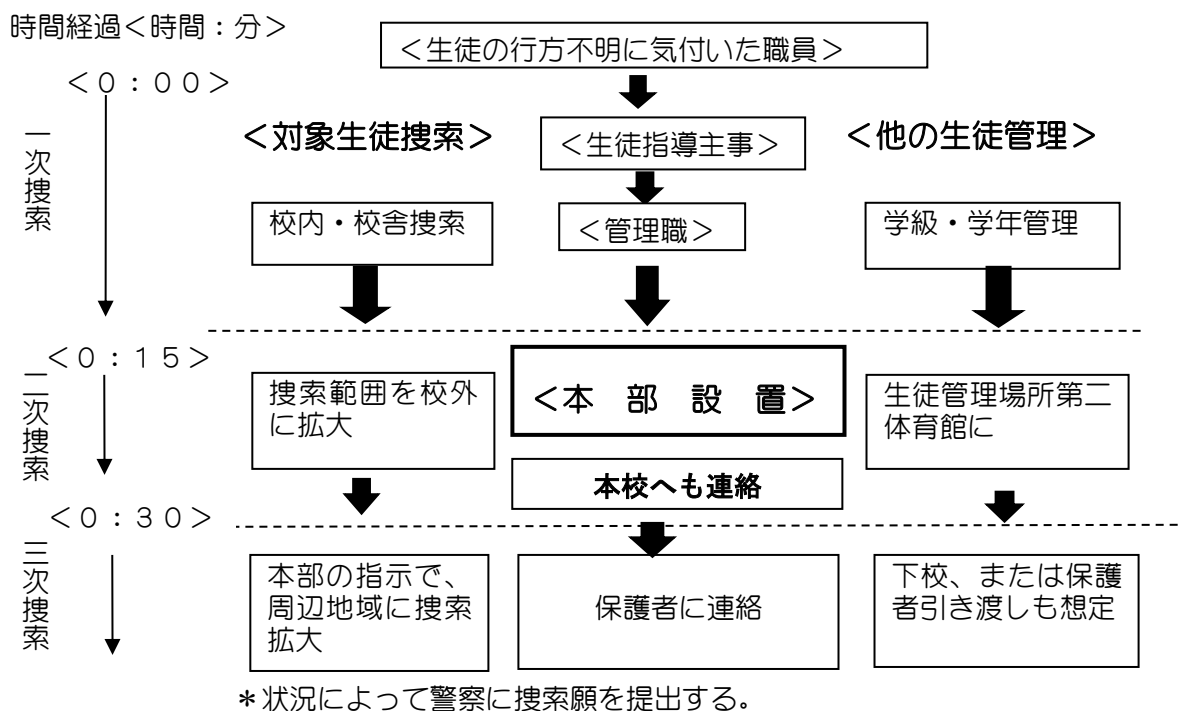 時間経過<時間：分>
<生徒の行方不明に気付いた職員>
<０：００>
一次捜索
<対象生徒捜索>
<生徒指導主事>
<他の生徒管理>
校内・校舎捜索
<管理職>
学級・学年管理
<０：１５>
二次捜索
捜索範囲を校外
に拡大
<本　部　設　置>
生徒管理場所第二
体育館に
本校へも連絡
<０：３０>
三次捜索
本部の指示で、
周辺地域に捜索
拡大
保護者に連絡
下校、または保護
者引き渡しも想定
＊状況によって警察に捜索願を提出する。